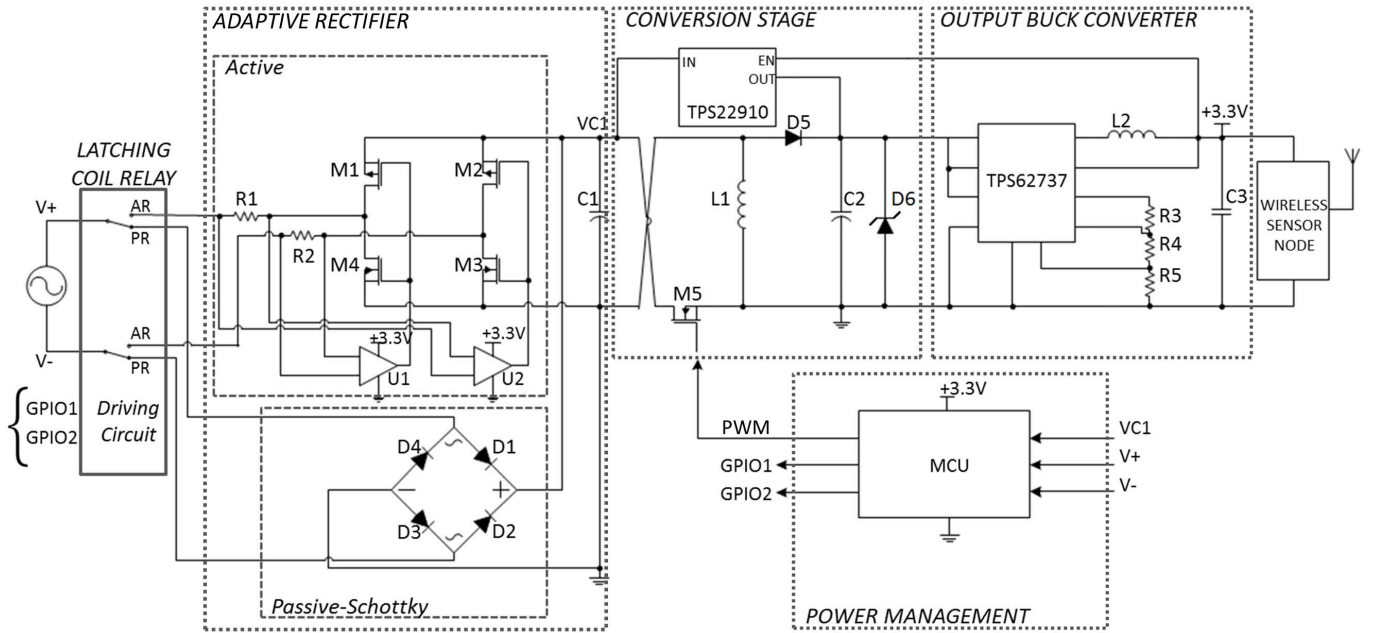 ADAPTIVE RECTIFIER
CONVERSION STAGE
OUTPUT BUCK CONVERTER
Active
IN
EN
OUT
TPS22910
VC1
D5
L2
+3.3V
LATCHING
COIL RELAY
M1
M2
TPS62737
V+
AR
PR
R1
R2
C1
L1
C2
D6
R3
R4
R5
C3
WIRELESS
SENSOR
NODE
M4
M3
M5
V-
AR
PR
+3.3V
U1
+3.3V
U2
GPIO1
GPIO2
Driving
Circuit
D4
D1
D3
D2
Passive-Schottky
PWM
GPIO1
GPIO2
+3.3V
MCU
VC1
V+
V-
POWER MANAGEMENT